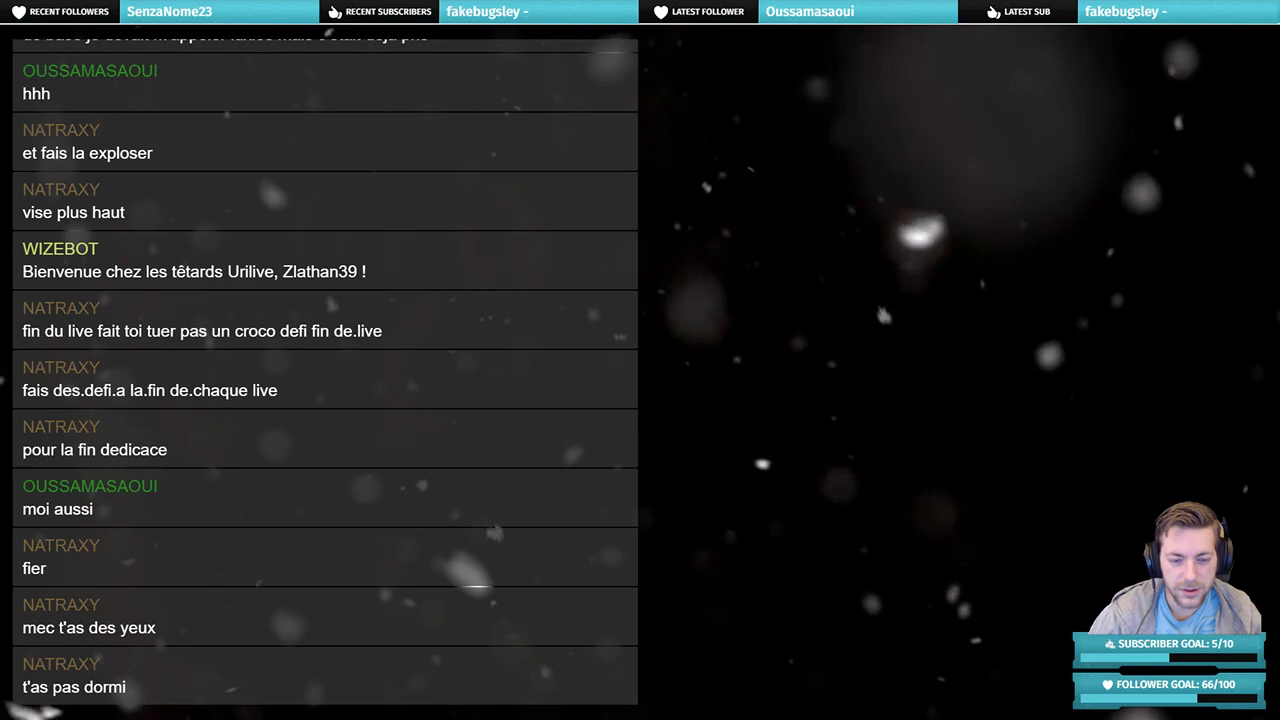 RECENT FOLLOWERS SenzaNome23 RECENT SUBSCRIBERS fakebugsley - LATEST FOLLOWER Oussamasaoui LATEST SUB fakebugsley -
OUSSAMASAOUI
hhh
NATRAXY
et fais la exploser
NATRAXY
vise plus haut
WIZEBOT
Bienvenue chez les têtards Urilive, Zlathan39 !
NATRAXY
fin du live fait toi tuer pas un croco defi fin de.live
NATRAXY
fais des.defi.a la.fin de.chaque live
NATRAXY
pour la fin dedicace
OUSSAMASAOUI
moi aussi
NATRAXY
fier
NATRAXY
mec t'as des yeux
NATRAXY
t'as pas dormi
SUBSCRIBER GOAL: 5/10
FOLLOWER GOAL: 66/100